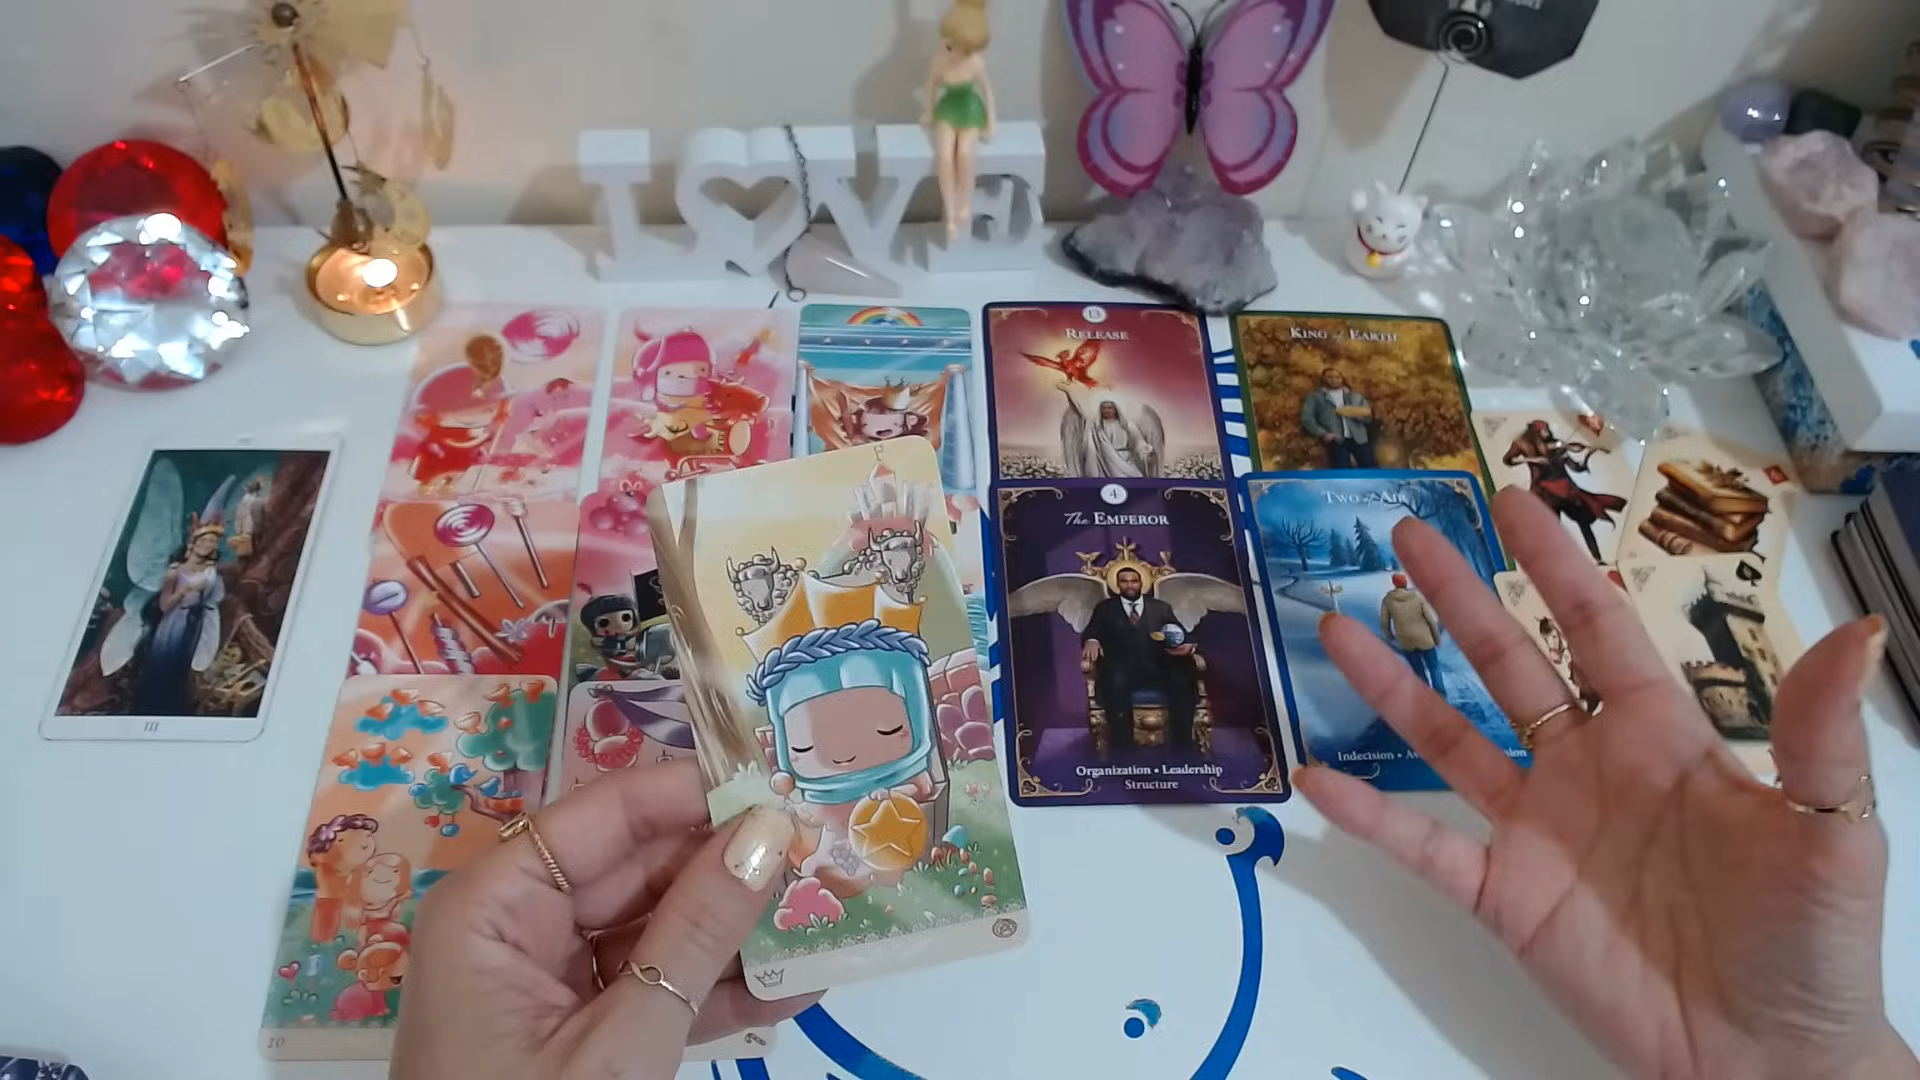 LOVE
13
RELEASE
KING of EARTH
4
The EMPEROR
TWO of AIR
Organization • Leadership
Structure
Indecision •
III
10